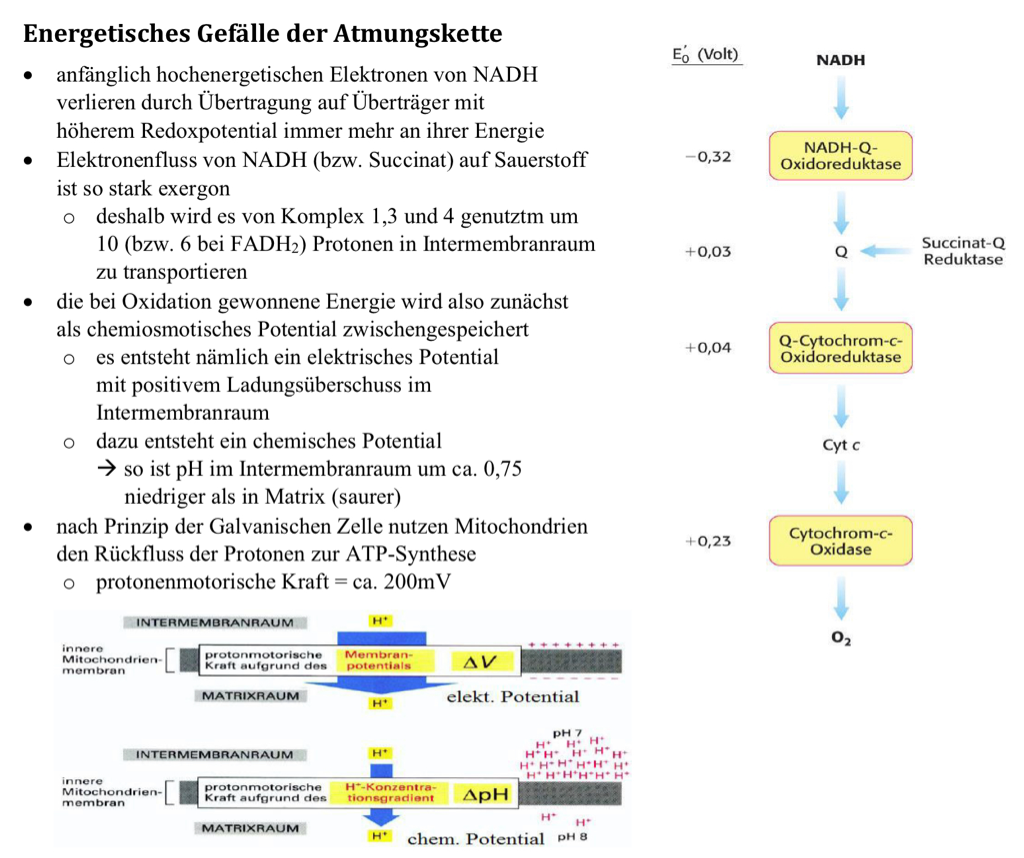 Energetisches Gefälle der Atmungskette
• anfänglich hochenergetischen Elektronen von NADH
verlieren durch Übertragung auf Überträger mit
höherem Redoxpotential immer mehr an ihrer Energie
• Elektronenfluss von NADH (bzw. Succinat) auf Sauerstoff
ist so stark exergon
o deshalb wird es von Komplex 1,3 und 4 genutztm um
10 (bzw. 6 bei FADH₂) Protonen in Intermembranraum
zu transportieren
• die bei Oxidation gewonnene Energie wird also zunächst
als chemiosmotisches Potential zwischengespeichert
o es entsteht nämlich ein elektrisches Potential
mit positivem Ladungsüberschuss im
Intermembranraum
o dazu entsteht ein chemisches Potential
→ so ist pH im Intermembranraum um ca. 0,75
niedriger als in Matrix (saurer)
• nach Prinzip der Galvanischen Zelle nutzen Mitochondrien
den Rückfluss der Protonen zur ATP-Synthese
o protonenmotorische Kraft = ca. 200mV
E₀′ (Volt)
NADH
−0,32
NADH-Q-
Oxidoreduktase
+0,03
Q
Succinat-Q
Reduktase
+0,04
Q-Cytochrom-c-
Oxidoreduktase
Cyt c
+0,23
Cytochrom-c-
Oxidase
O₂
INTERMEMBRANRAUM
H⁺
innere
Mitochondrien-
membran
protonmotorische
Kraft aufgrund des
Membran-
potentials
ΔV
+ + + + + + + +
− − − − − − − −
MATRIXRAUM
H⁺
elekt. Potential
INTERMEMBRANRAUM
H⁺
pH 7
H⁺ H⁺ H⁺
H⁺ H⁺ H⁺ H⁺ H⁺
H⁺ H⁺ H⁺ H⁺ H⁺ H⁺
H⁺ H⁺ H⁺ H⁺ H⁺ H⁺
innere
Mitochondrien-
membran
protonmotorische
Kraft aufgrund des
H⁺-Konzentra-
tionsgradient
ΔpH
MATRIXRAUM
H⁺
chem. Potential
H⁺ H⁺
pH 8